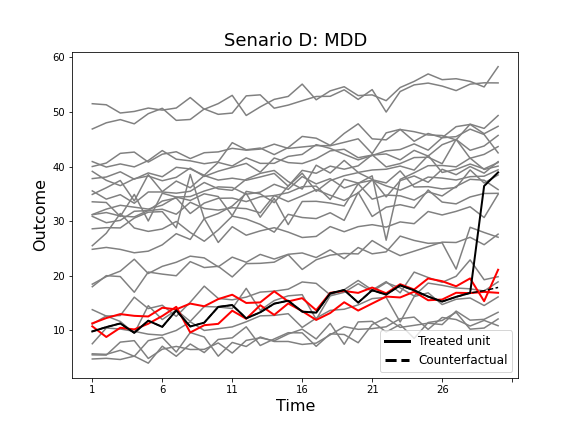 Senario D: MDD
60
50
40
30
20
10
Outcome
1 6 11 16 21 26
Time
Treated unit
Counterfactual